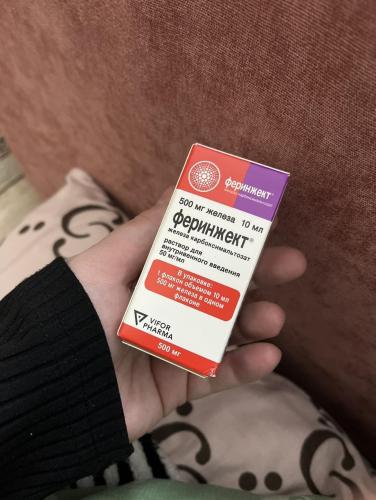 феринжект®
500 мг железа 10 мл
феринжект®
железа карбоксимальтозат
раствор для
внутривенного введения
50 мг/мл
В упаковке:
1 флакон объемом 10 мл
500 мг железа в одном
флаконе
VIFOR
PHARMA
500 мг